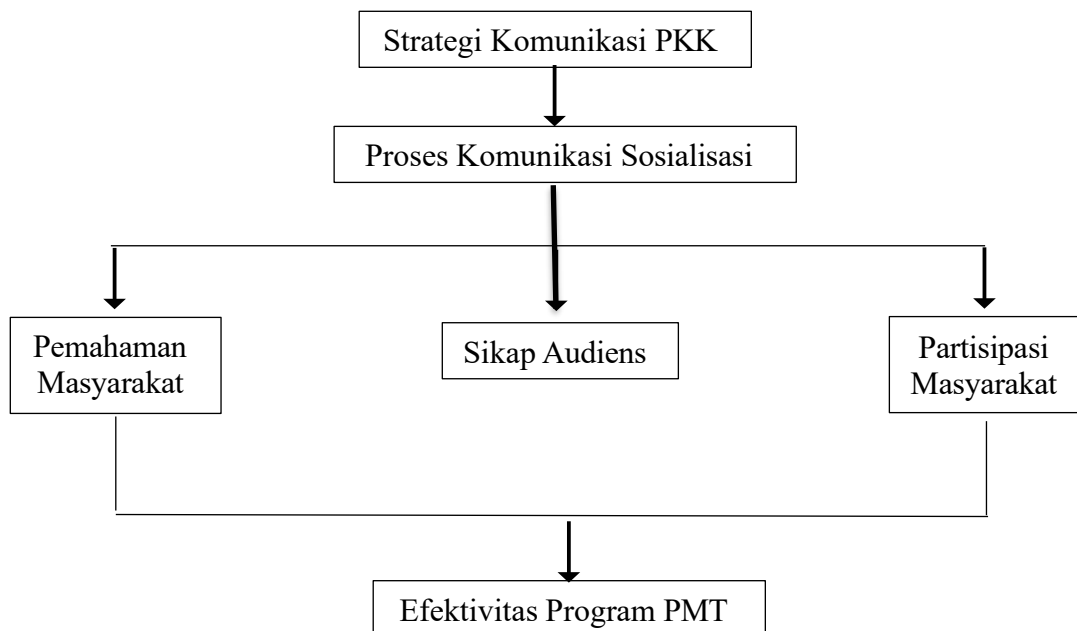 Strategi Komunikasi PKK
Proses Komunikasi Sosialisasi
Pemahaman
Masyarakat
Sikap Audiens
Partisipasi
Masyarakat
Efektivitas Program PMT